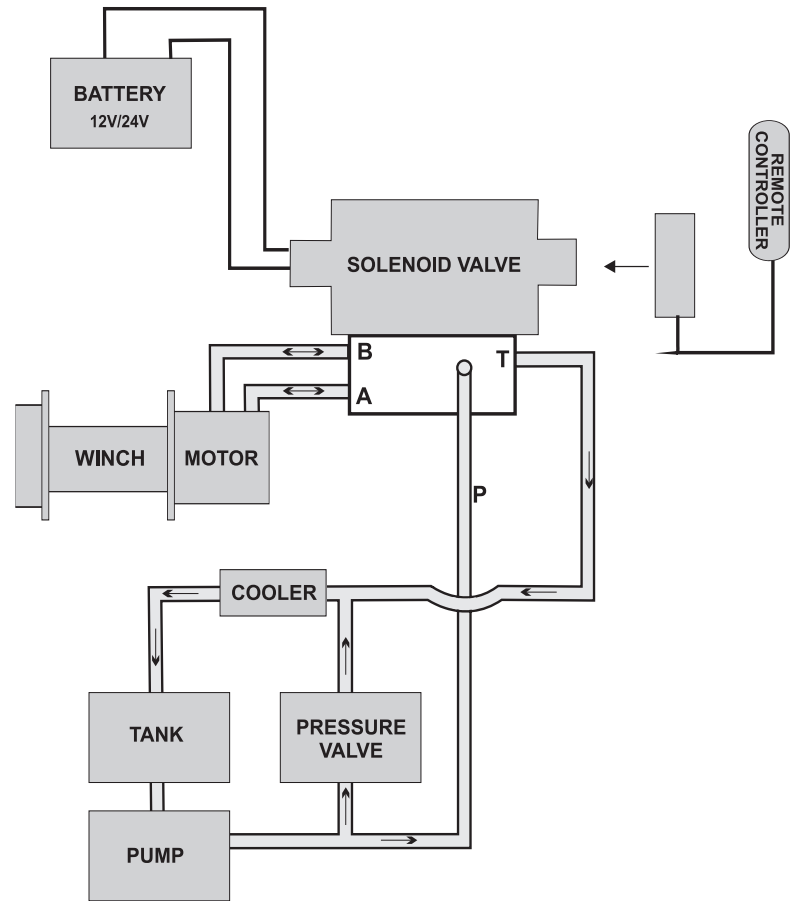 BATTERY
12V/24V
REMOTE
CONTROLLER
SOLENOID VALVE
B
T
A
WINCH
MOTOR
P
COOLER
TANK
PRESSURE
VALVE
PUMP